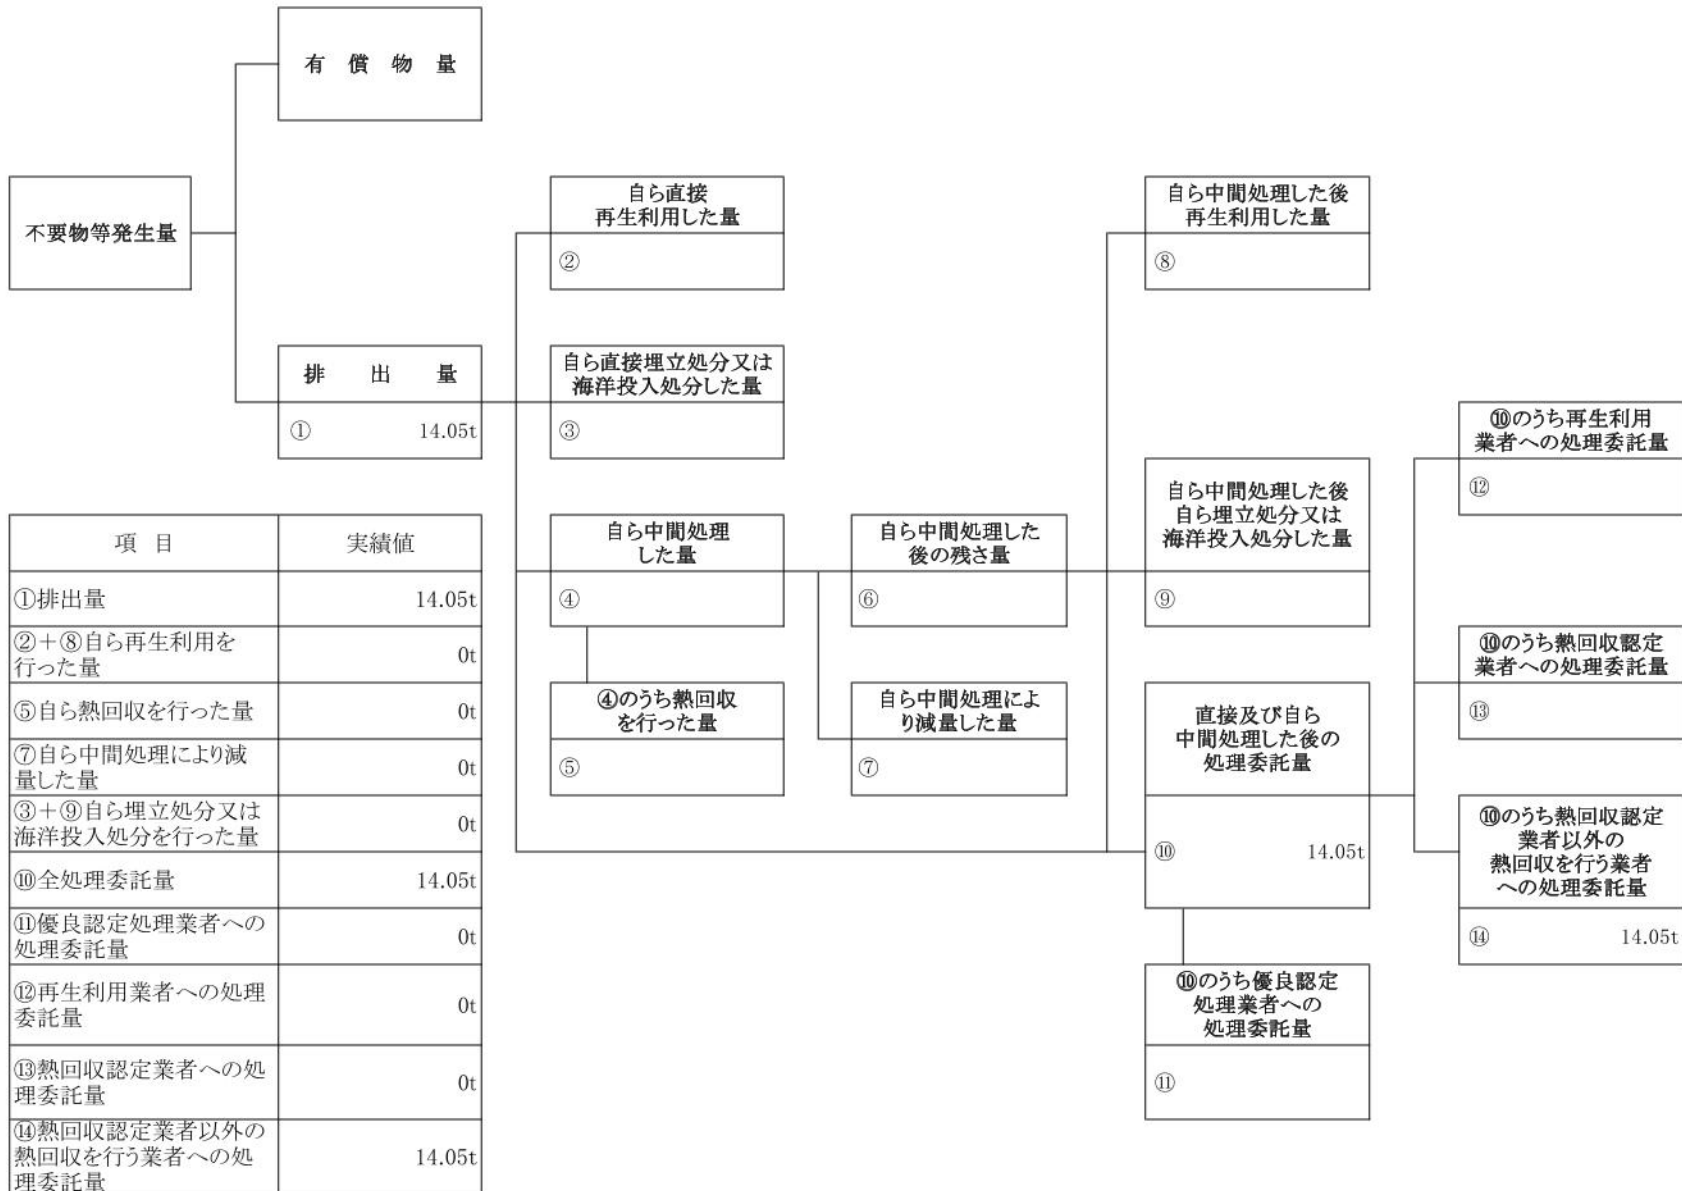 有 償 物 量
不要物等発生量
自ら直接
再生利用した量
②
自ら中間処理した後
再生利用した量
⑧
排 出 量
① 14.05t
自ら直接埋立処分又は
海洋投入処分した量
③
⑩のうち再生利用
業者への処理委託量
⑫
自ら中間処理
した量
④
自ら中間処理した
後の残さ量
⑥
自ら中間処理した後
自ら埋立処分又は
海洋投入処分した量
⑨
⑩のうち熱回収認定
業者への処理委託量
⑬
④のうち熱回収
を行った量
⑤
自ら中間処理によ
り減量した量
⑦
直接及び自ら
中間処理した後の
処理委託量
⑩ 14.05t
⑩のうち熱回収認定
業者以外の
熱回収を行う業者
への処理委託量
⑭ 14.05t
⑩のうち優良認定
処理業者への
処理委託量
⑪
項 目 実績値
①排出量 14.05t
②+⑧自ら再生利用を
行った量 0t
⑤自ら熱回収を行った量 0t
⑦自ら中間処理により減
量した量 0t
③+⑨自ら埋立処分又は
海洋投入処分を行った量 0t
⑩全処理委託量 14.05t
⑪優良認定処理業者への
処理委託量 0t
⑫再生利用業者への処理
委託量 0t
⑬熱回収認定業者への処
理委託量 0t
⑭熱回収認定業者以外の
熱回収を行う業者への処
理委託量 14.05t